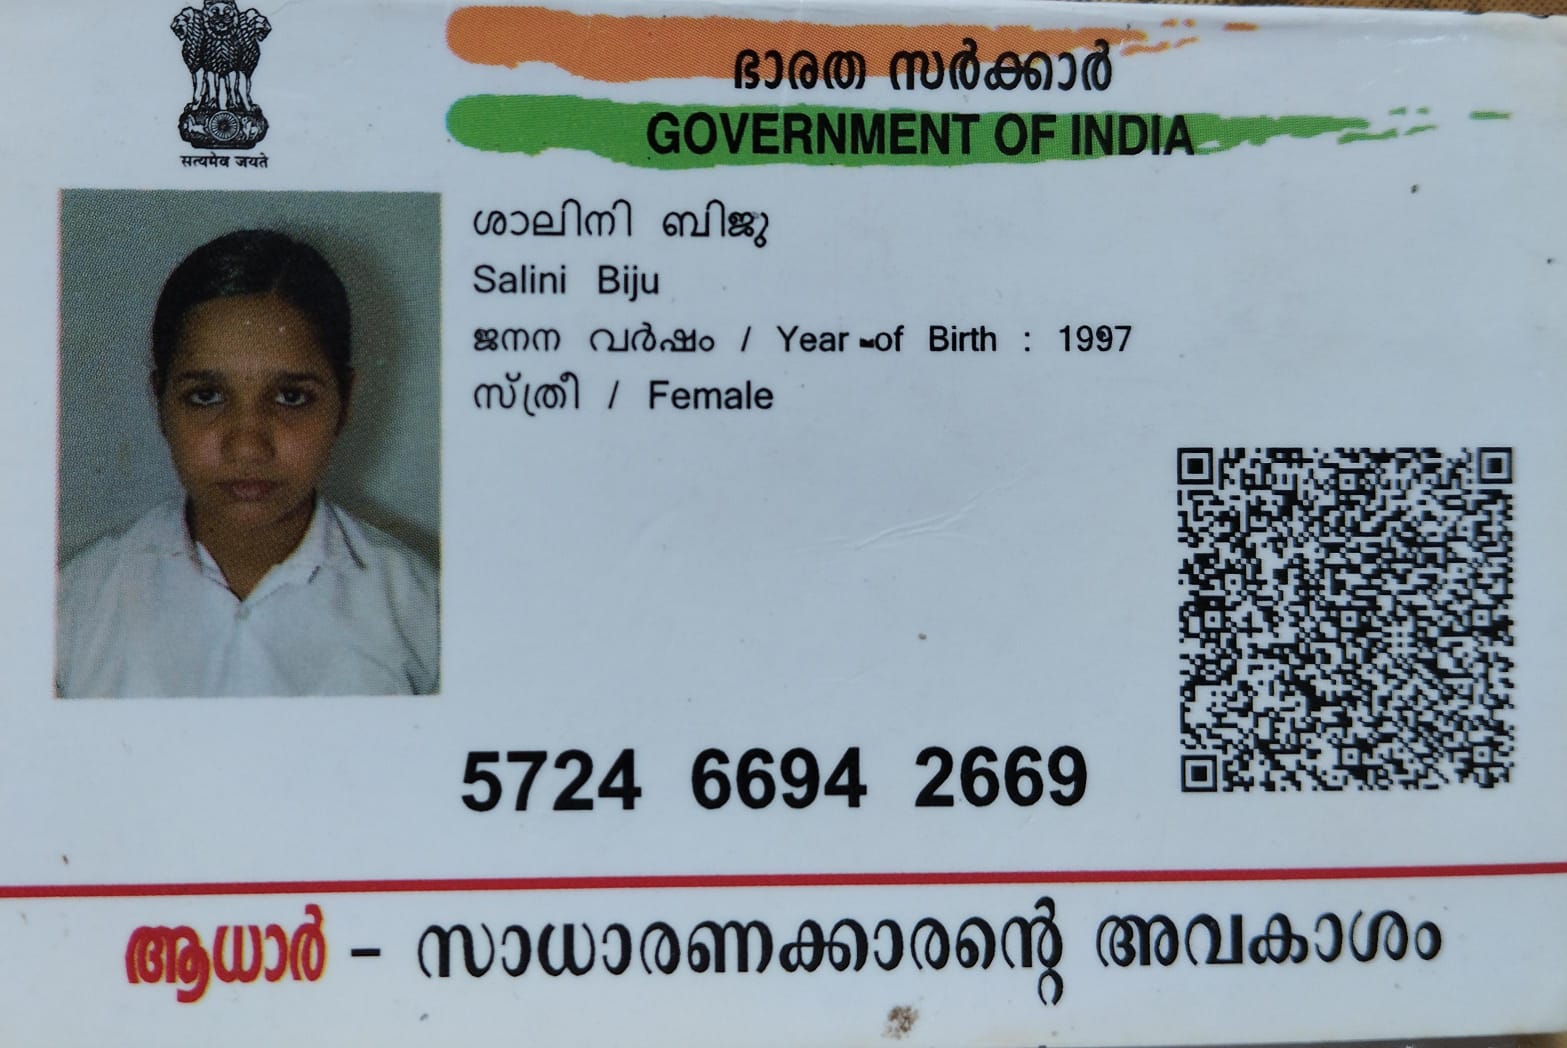 ഭാരത സർക്കാർ
GOVERNMENT OF INDIA
सत्यमेव जयते
ശാലിനി ബിജു
Salini Biju
ജനന വർഷം / Year of Birth : 1997
സ്ത്രീ / Female
5724 6694 2669
ആധാർ - സാധാരണക്കാരന്റെ അവകാശം